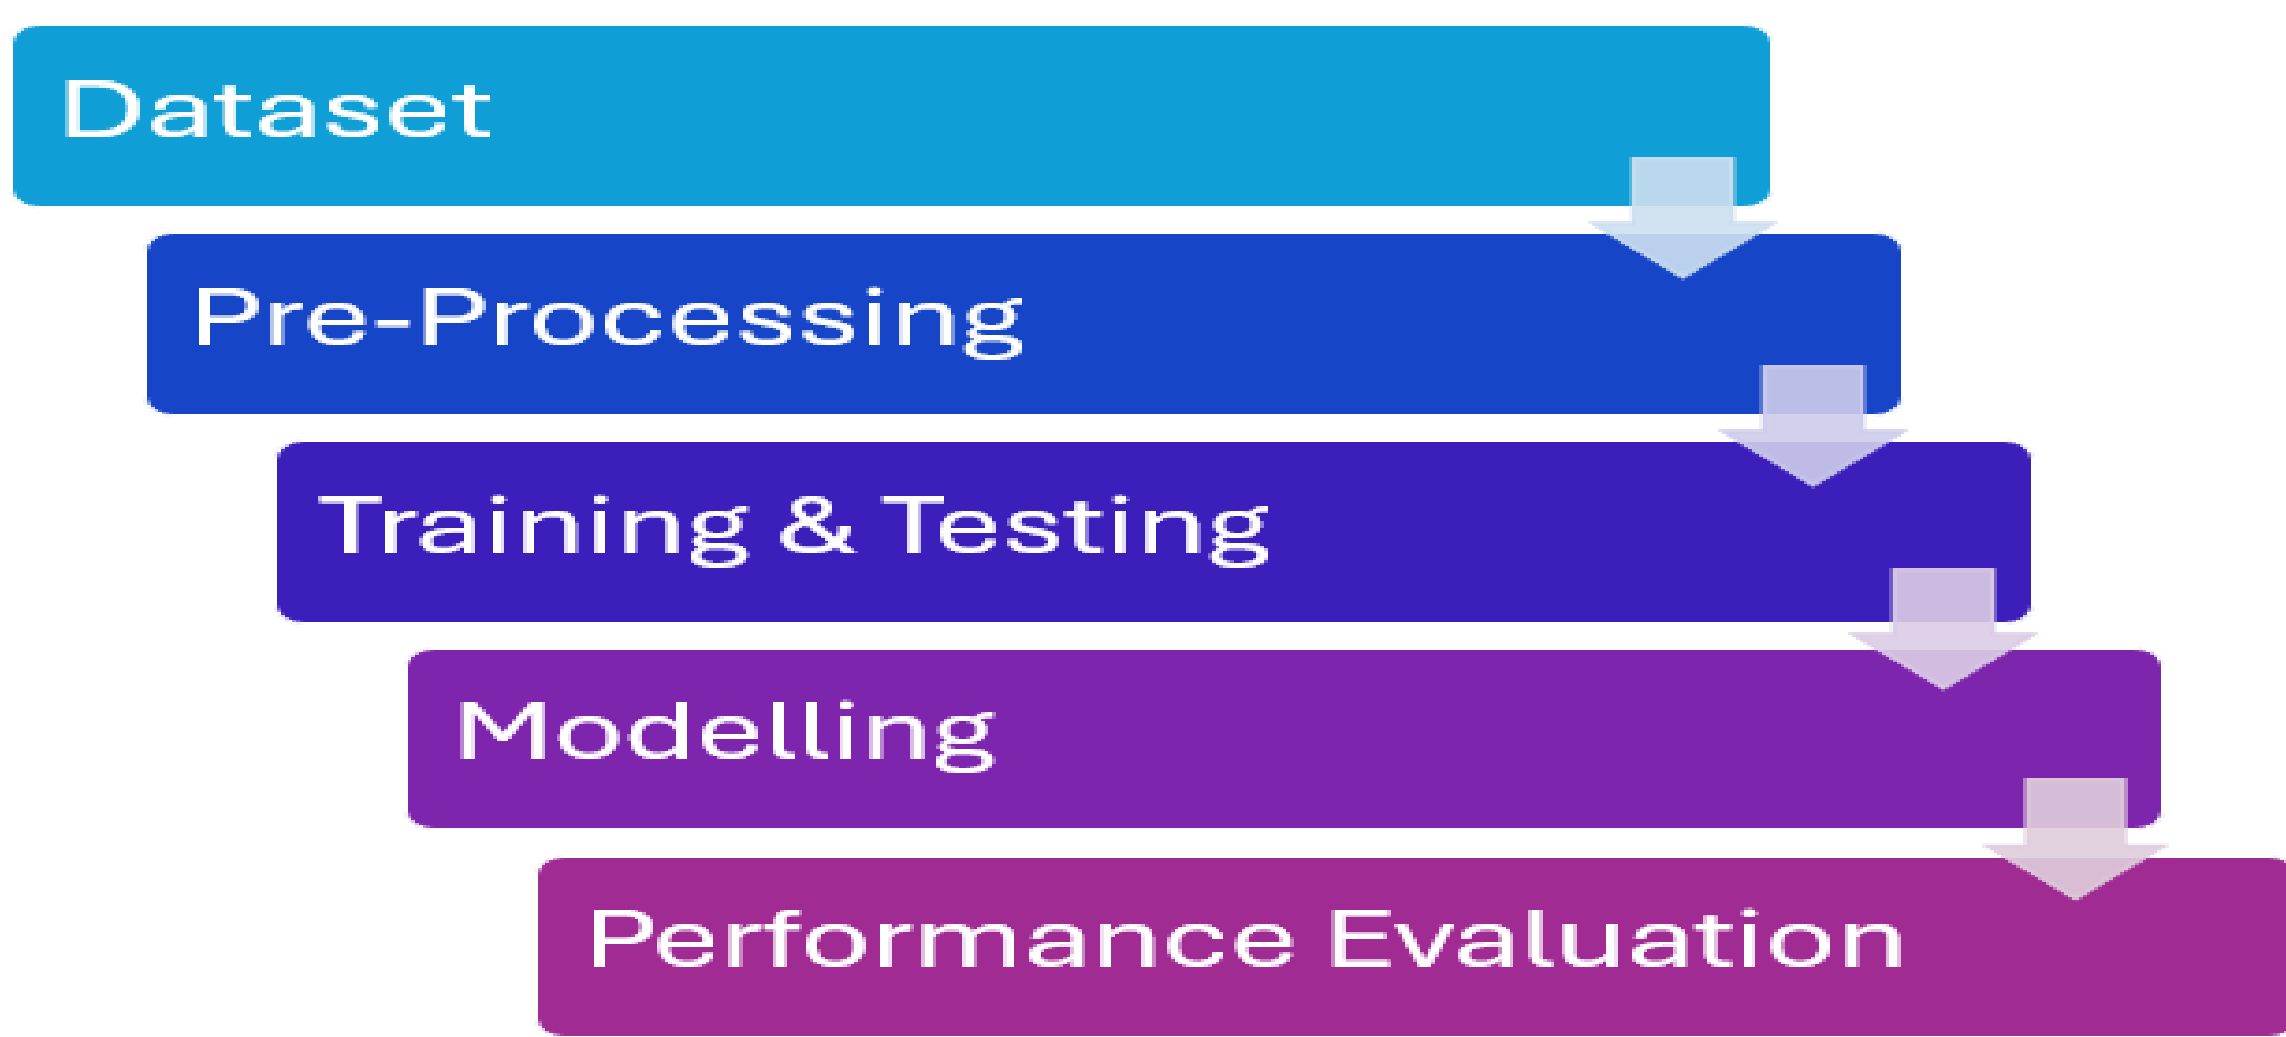 Dataset
Pre-Processing
Training & Testing
Modelling
Performance Evaluation